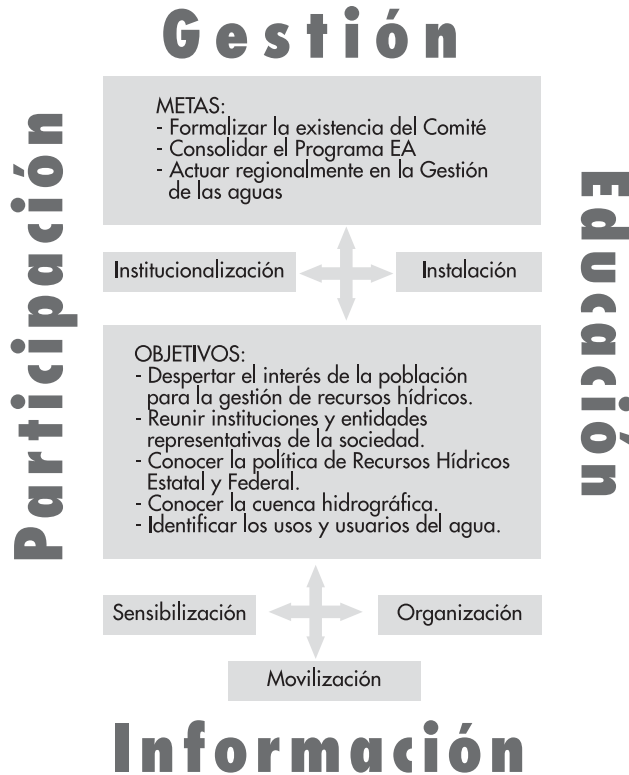 Gestión
Participación
METAS:
- Formalizar la existencia del Comité
- Consolidar el Programa EA
- Actuar regionalmente en la Gestión
de las aguas
Institucionalización
Instalación
OBJETIVOS:
- Despertar el interés de la población
para la gestión de recursos hídricos.
- Reunir instituciones y entidades
representativas de la sociedad.
- Conocer la política de Recursos Hídricos
Estatal y Federal.
- Conocer la cuenca hidrográfica.
- Identificar los usos y usuarios del agua.
Sensibilización
Organización
Movilización
Educación
Información